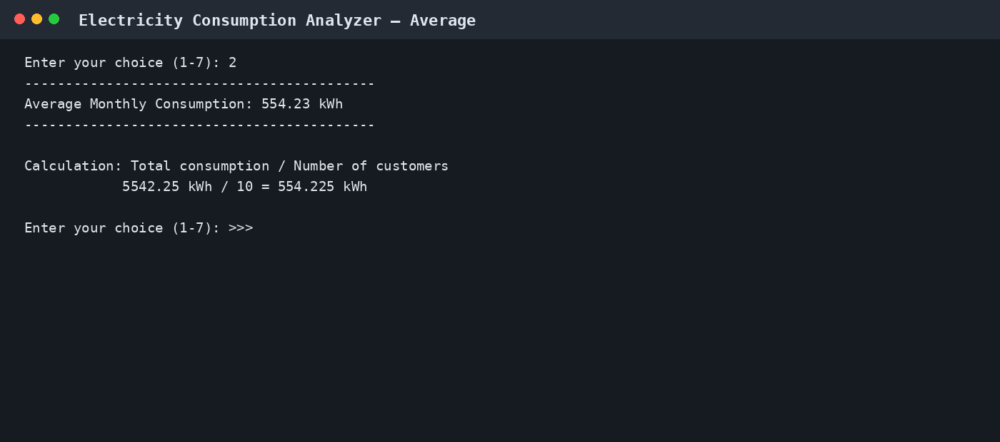 Electricity Consumption Analyzer — Average
Enter your choice (1-7): 2
-------------------------------------------
Average Monthly Consumption: 554.23 kWh
-------------------------------------------
Calculation: Total consumption / Number of customers
5542.25 kWh / 10 = 554.225 kWh
Enter your choice (1-7): >>>